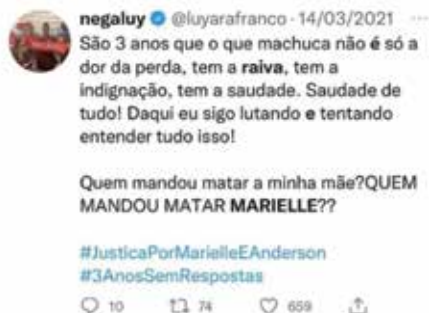 negaluy @luyarafranco · 14/03/2021 ...
São 3 anos que o que machuca não é só a
dor da perda, tem a raiva, tem a
indignação, tem a saudade. Saudade de
tudo! Daqui eu sigo lutando e tentando
entender tudo isso!
Quem mandou matar a minha mãe?QUEM
MANDOU MATAR MARIELLE??
#JusticaPorMarielleEAnderson
#3AnosSemRespostas
10 74 659